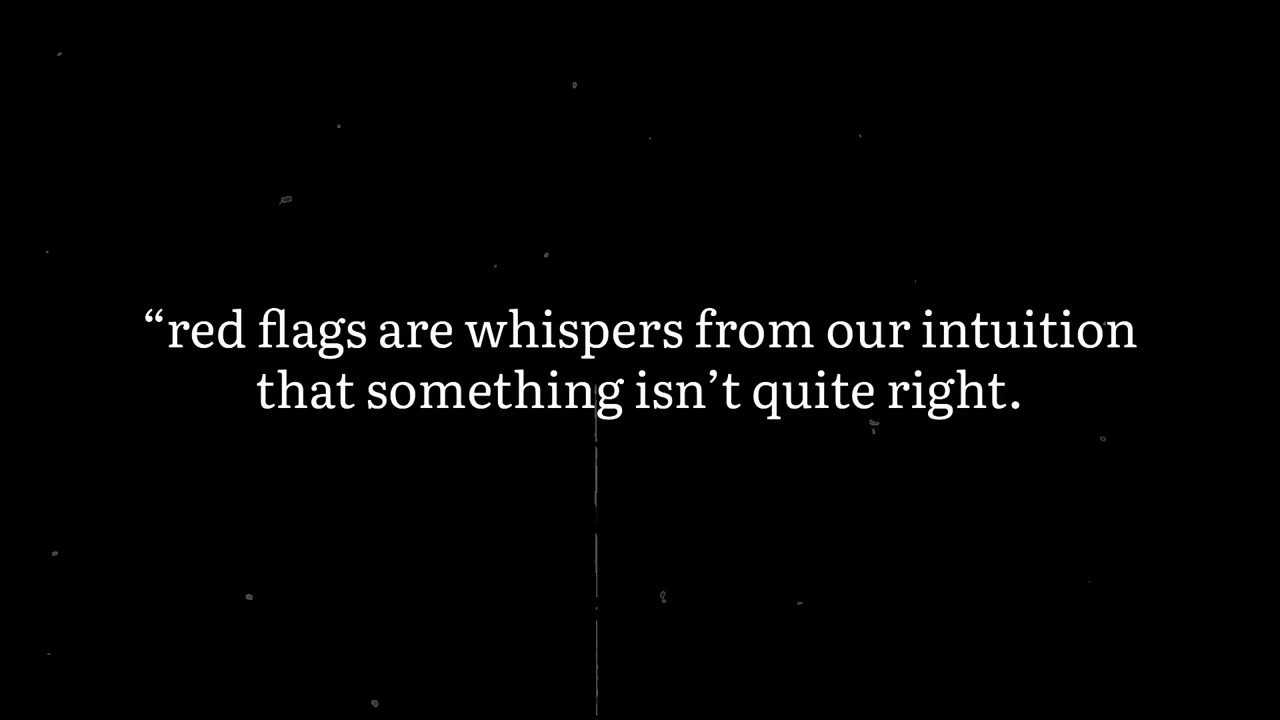 “red flags are whispers from our intuition
that something isn’t quite right.